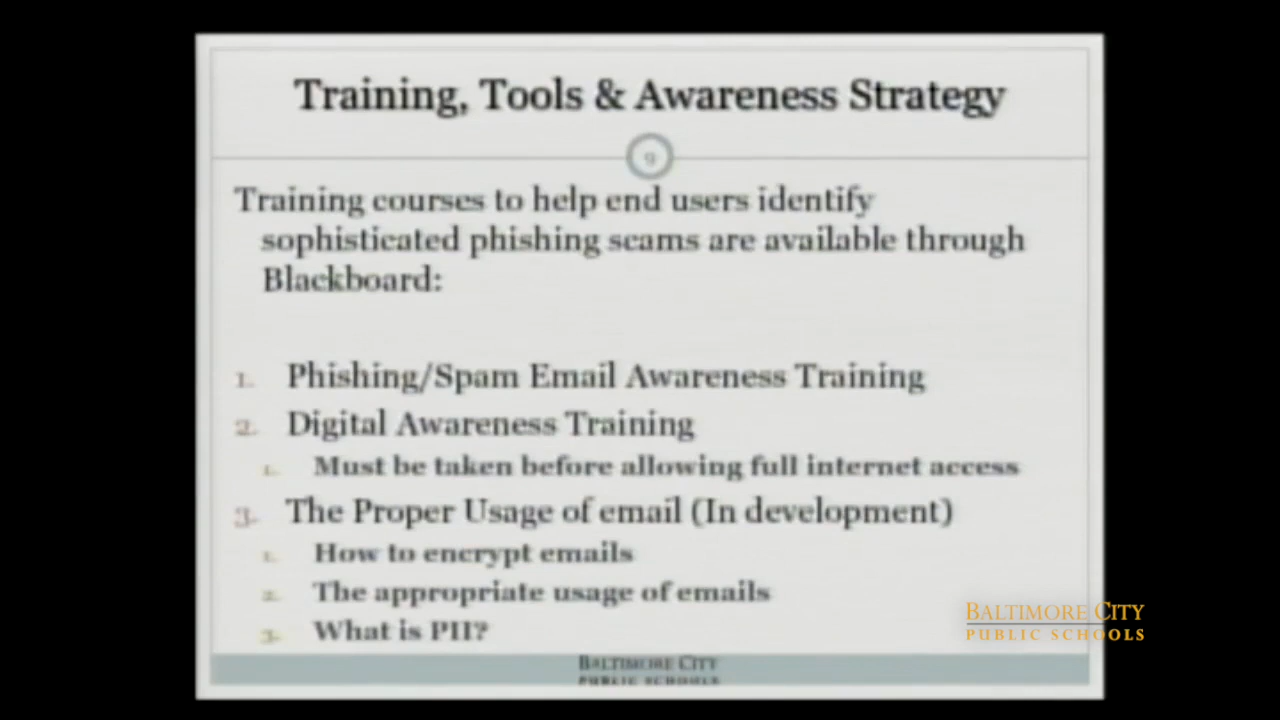 Training, Tools & Awareness Strategy
9
Training courses to help end users identify
sophisticated phishing scams are available through
Blackboard:
1. Phishing/Spam Email Awareness Training
2. Digital Awareness Training
1. Must be taken before allowing full internet access
3. The Proper Usage of email (In development)
1. How to encrypt emails
2. The appropriate usage of emails
3. What is PII?
BALTIMORE CITY
PUBLIC SCHOOLS
BALTIMORE CITY
PUBLIC SCHOOLS